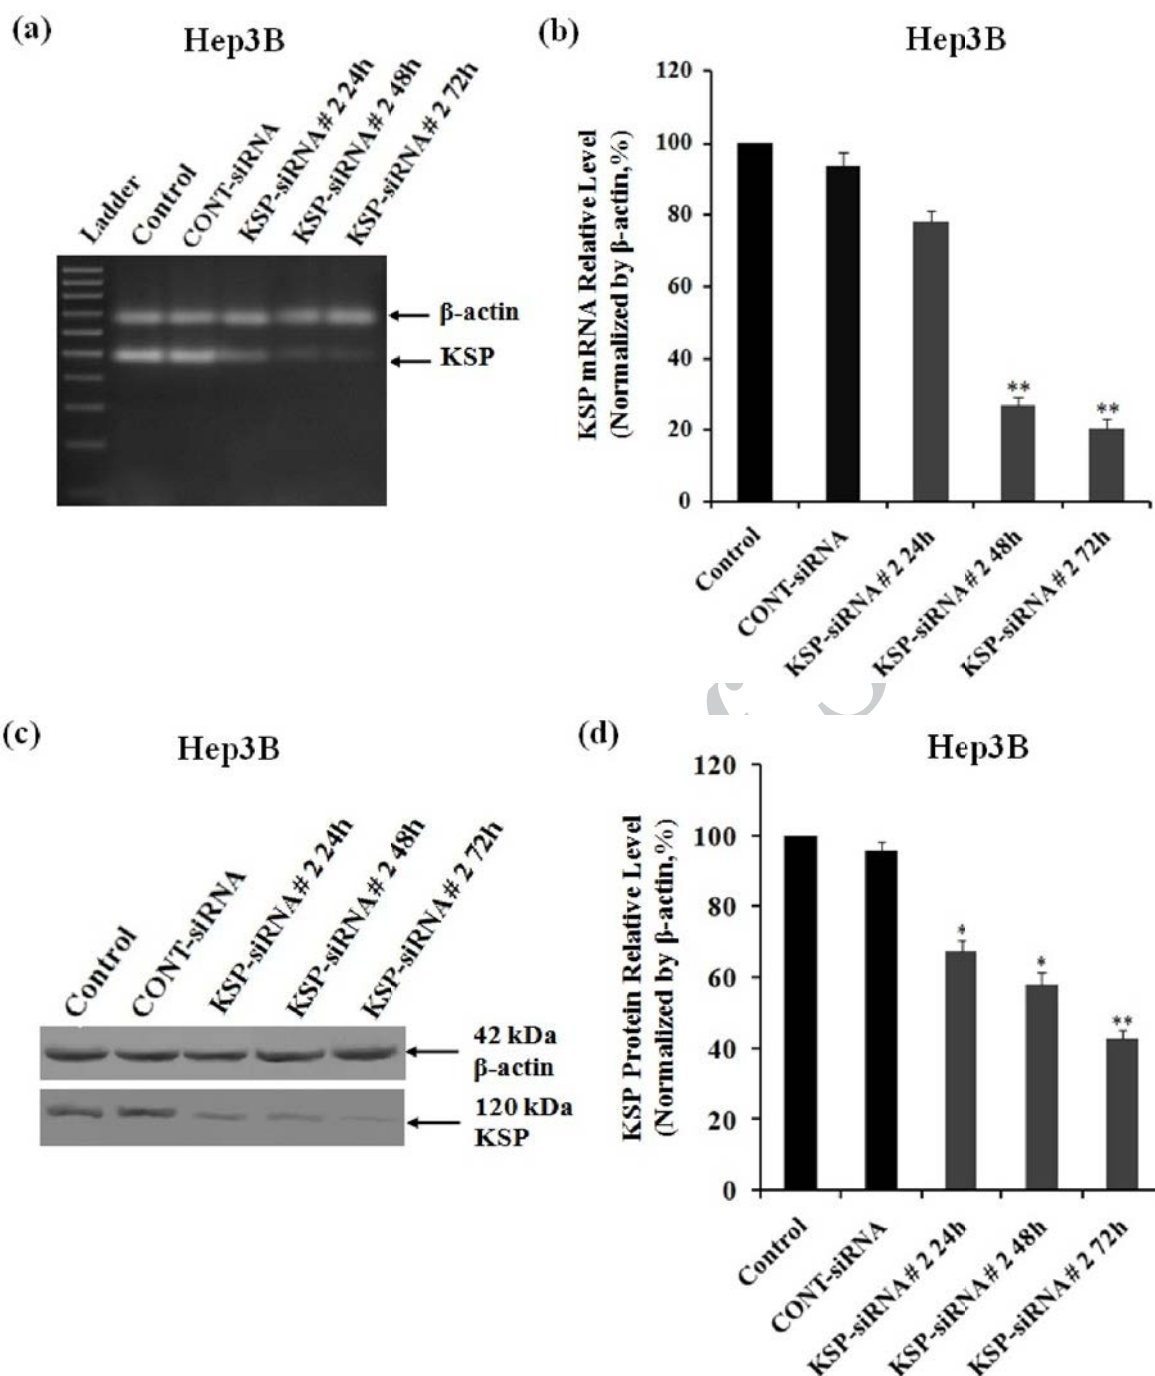 (a)
Hep3B
Ladder
Control
CONT-siRNA
KSP-siRNA# 2 24h
KSP-siRNA# 2 48h
KSP-siRNA# 2 72h
β-actin
KSP
(b)
Hep3B
KSP mRNA Relative Level
(Normalized by β-actin,%)
120
100
80
60
40
20
0
**
**
Control
CONT-siRNA
KSP-siRNA# 2 24h
KSP-siRNA# 2 48h
KSP-siRNA# 2 72h
(c)
Hep3B
Control
CONT-siRNA
KSP-siRNA# 2 24h
KSP-siRNA# 2 48h
KSP-siRNA# 2 72h
42 kDa
β-actin
120 kDa
KSP
(d)
Hep3B
KSP Protein Relative Level
(Normalized by β-actin,%)
120
100
80
60
40
20
0
*
*
**
Control
CONT-siRNA
KSP-siRNA# 2 24h
KSP-siRNA# 2 48h
KSP-siRNA# 2 72h